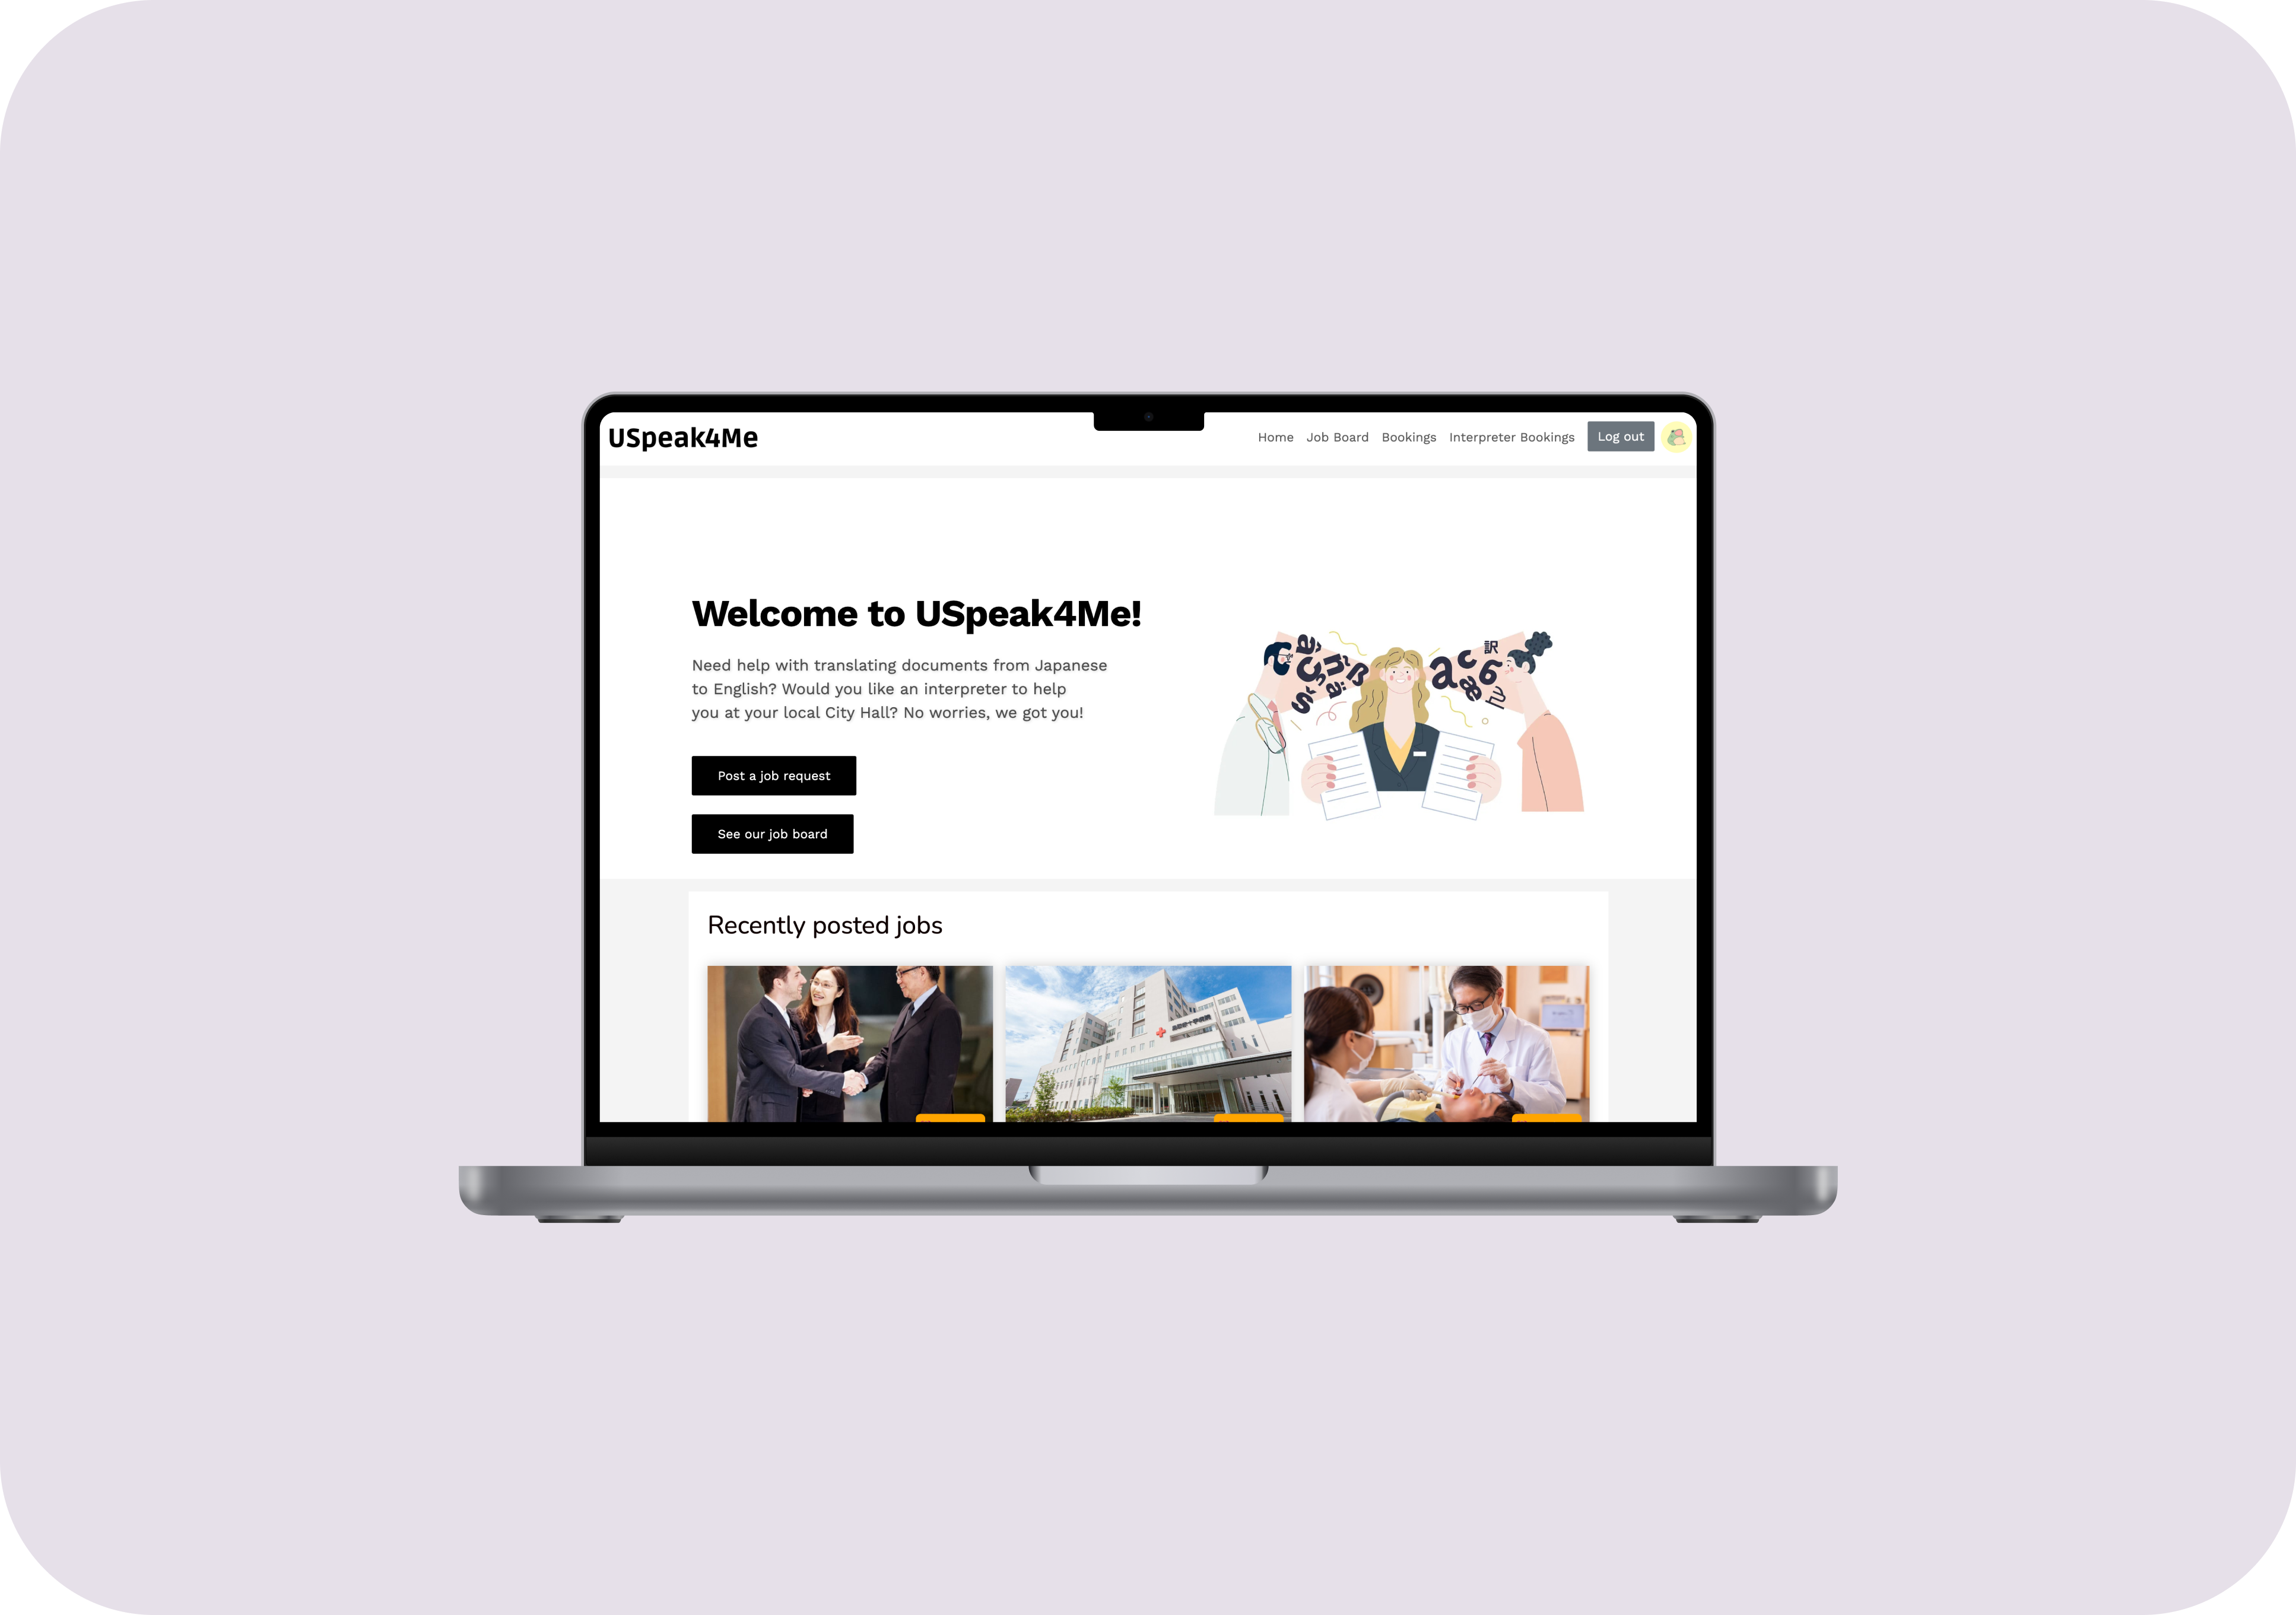 USpeak4Me
Home Job Board Bookings Interpreter Bookings Log out
Welcome to USpeak4Me!
Need help with translating documents from Japanese
to English? Would you like an interpreter to help
you at your local City Hall? No worries, we got you!
訳
Post a job request
See our job board
Recently posted jobs